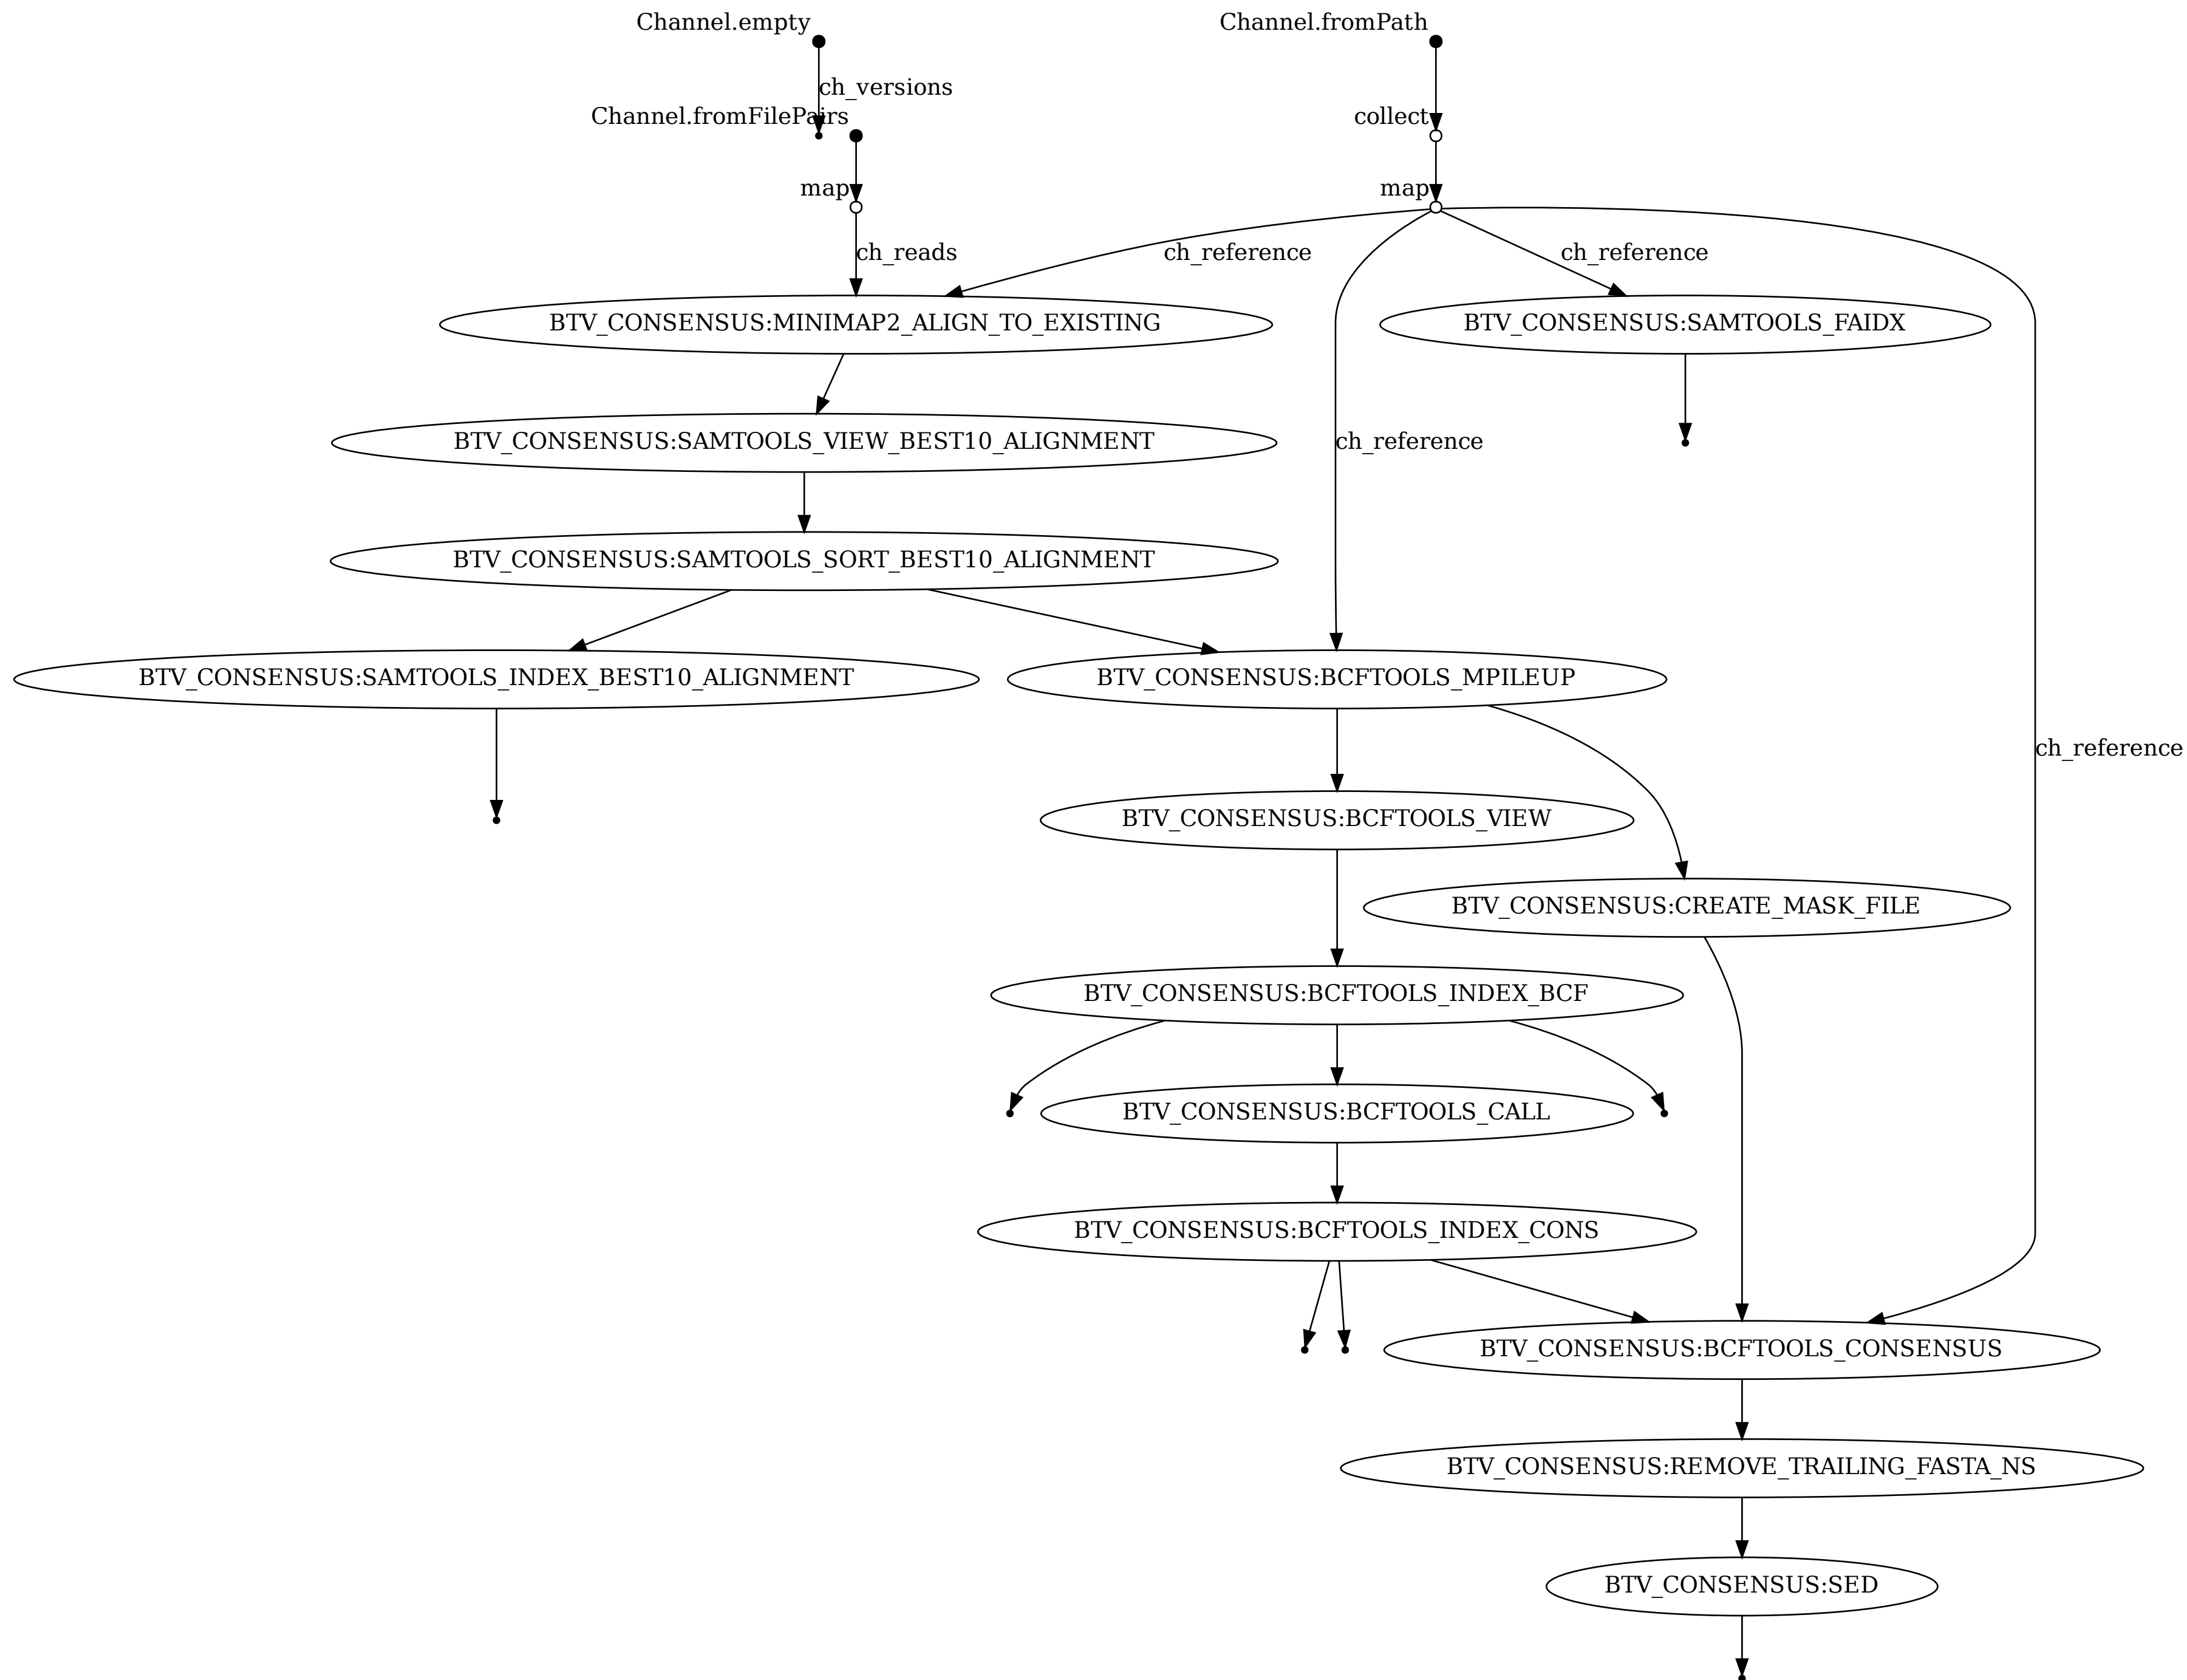 Channel.empty
Channel.fromPath
ch_versions
Channel.fromFilePairs
collect
map
map
ch_reads
ch_reference
ch_reference
BTV_CONSENSUS:MINIMAP2_ALIGN_TO_EXISTING
BTV_CONSENSUS:SAMTOOLS_FAIDX
BTV_CONSENSUS:SAMTOOLS_VIEW_BEST10_ALIGNMENT
ch_reference
BTV_CONSENSUS:SAMTOOLS_SORT_BEST10_ALIGNMENT
BTV_CONSENSUS:SAMTOOLS_INDEX_BEST10_ALIGNMENT
BTV_CONSENSUS:BCFTOOLS_MPILEUP
ch_reference
BTV_CONSENSUS:BCFTOOLS_VIEW
BTV_CONSENSUS:CREATE_MASK_FILE
BTV_CONSENSUS:BCFTOOLS_INDEX_BCF
BTV_CONSENSUS:BCFTOOLS_CALL
BTV_CONSENSUS:BCFTOOLS_INDEX_CONS
BTV_CONSENSUS:BCFTOOLS_CONSENSUS
BTV_CONSENSUS:REMOVE_TRAILING_FASTA_NS
BTV_CONSENSUS:SED